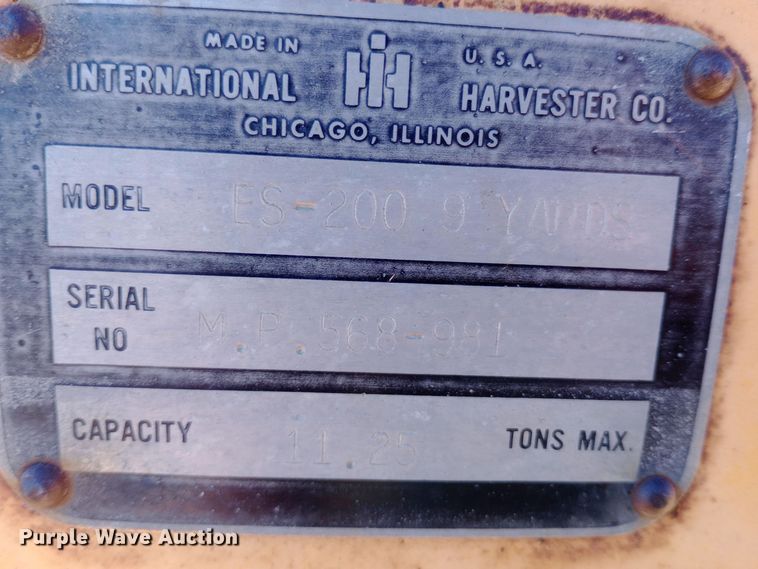 MADE IN U. S. A.
INTERNATIONAL IH HARVESTER CO.
CHICAGO, ILLINOIS
MODEL ES-200 9 YARDS
SERIAL NO M.P.568-981
CAPACITY 11.25 TONS MAX.
Purple Wave Auction